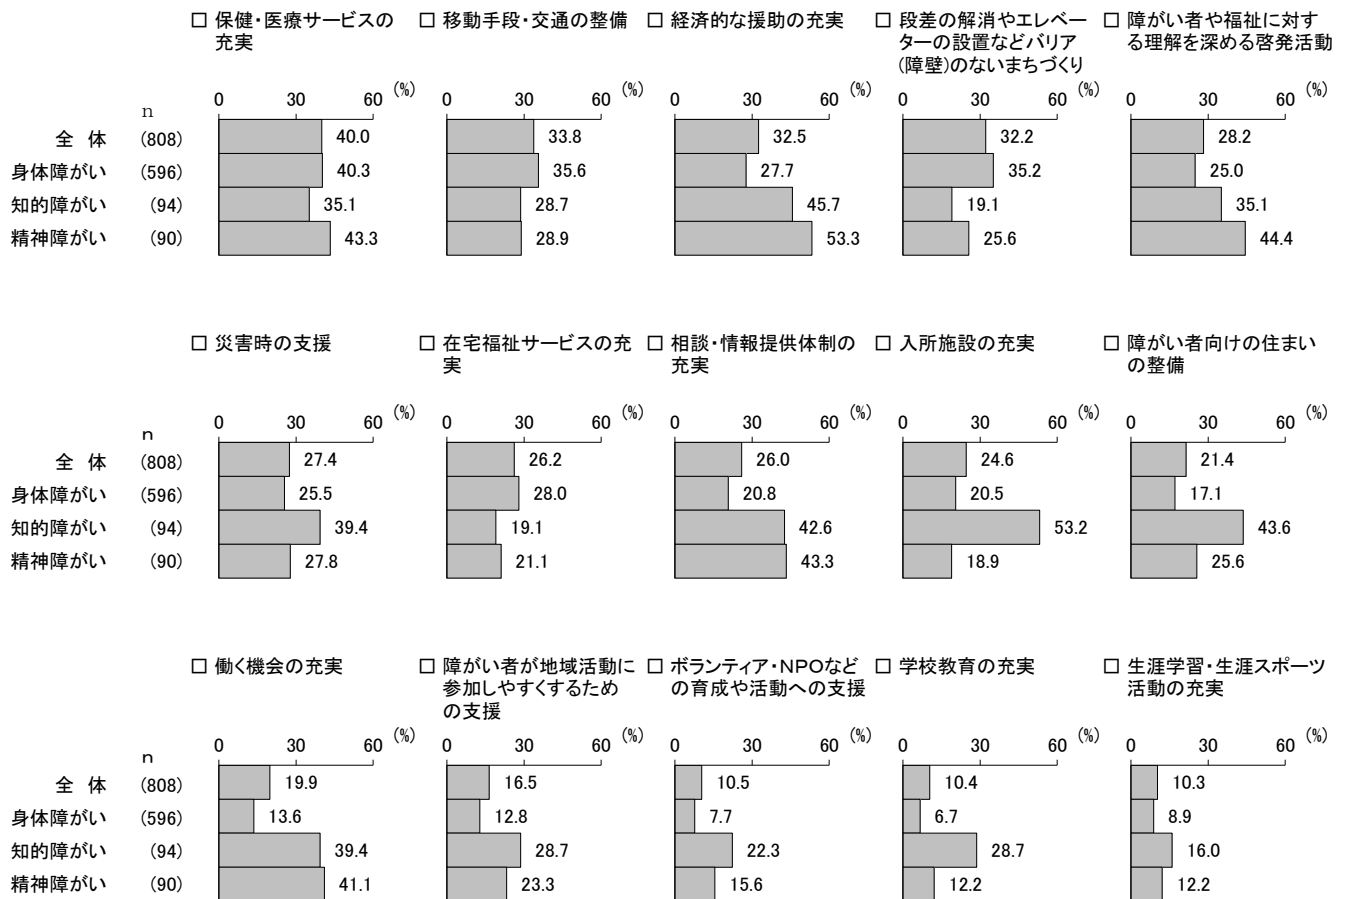 □ 保健・医療サービスの
充実
□ 移動手段・交通の整備
□ 経済的な援助の充実
□ 段差の解消やエレベー
ターの設置などバリア
(障壁)のないまちづくり
□ 障がい者や福祉に対す
る理解を深める啓発活動
n 0 30 60 (%) 0 30 60 (%) 0 30 60 (%) 0 30 60 (%) 0 30 60 (%)
全 体 (808) 40.0 33.8 32.5 32.2 28.2
身体障がい (596) 40.3 35.6 27.7 35.2 25.0
知的障がい (94) 35.1 28.7 45.7 19.1 35.1
精神障がい (90) 43.3 28.9 53.3 25.6 44.4
□ 災害時の支援
□ 在宅福祉サービスの充
実
□ 相談・情報提供体制の
充実
□ 入所施設の充実
□ 障がい者向けの住まい
の整備
n 0 30 60 (%) 0 30 60 (%) 0 30 60 (%) 0 30 60 (%) 0 30 60 (%)
全 体 (808) 27.4 26.2 26.0 24.6 21.4
身体障がい (596) 25.5 28.0 20.8 20.5 17.1
知的障がい (94) 39.4 19.1 42.6 53.2 43.6
精神障がい (90) 27.8 21.1 43.3 18.9 25.6
□ 働く機会の充実
□ 障がい者が地域活動に
参加しやすくするため
の支援
□ ボランティア・NPOなど
の育成や活動への支援
□ 学校教育の充実
□ 生涯学習・生涯スポーツ
活動の充実
n 0 30 60 (%) 0 30 60 (%) 0 30 60 (%) 0 30 60 (%) 0 30 60 (%)
全 体 (808) 19.9 16.5 10.5 10.4 10.3
身体障がい (596) 13.6 12.8 7.7 6.7 8.9
知的障がい (94) 39.4 28.7 22.3 28.7 16.0
精神障がい (90) 41.1 23.3 15.6 12.2 12.2